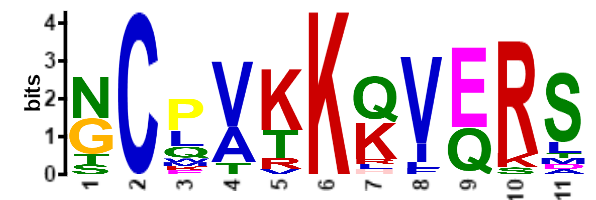 bits
4
3
2
1
0
N C P V K K Q V E R S
G L A T K I Q K L
T Q T R L L S M
S V
1 2 3 4 5 6 7 8 9 10 11